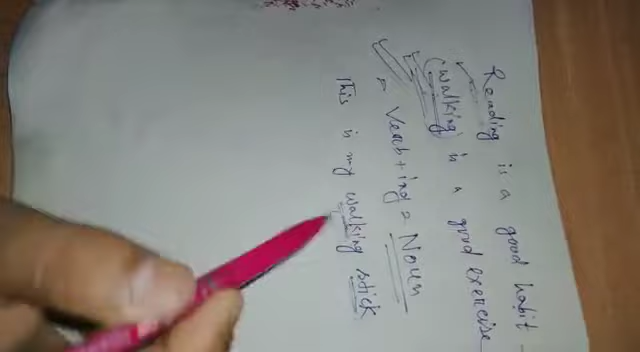 Reading is a good habit -
(walking) is a good exercise
= Verb + ing = Noun
This is my walking stick